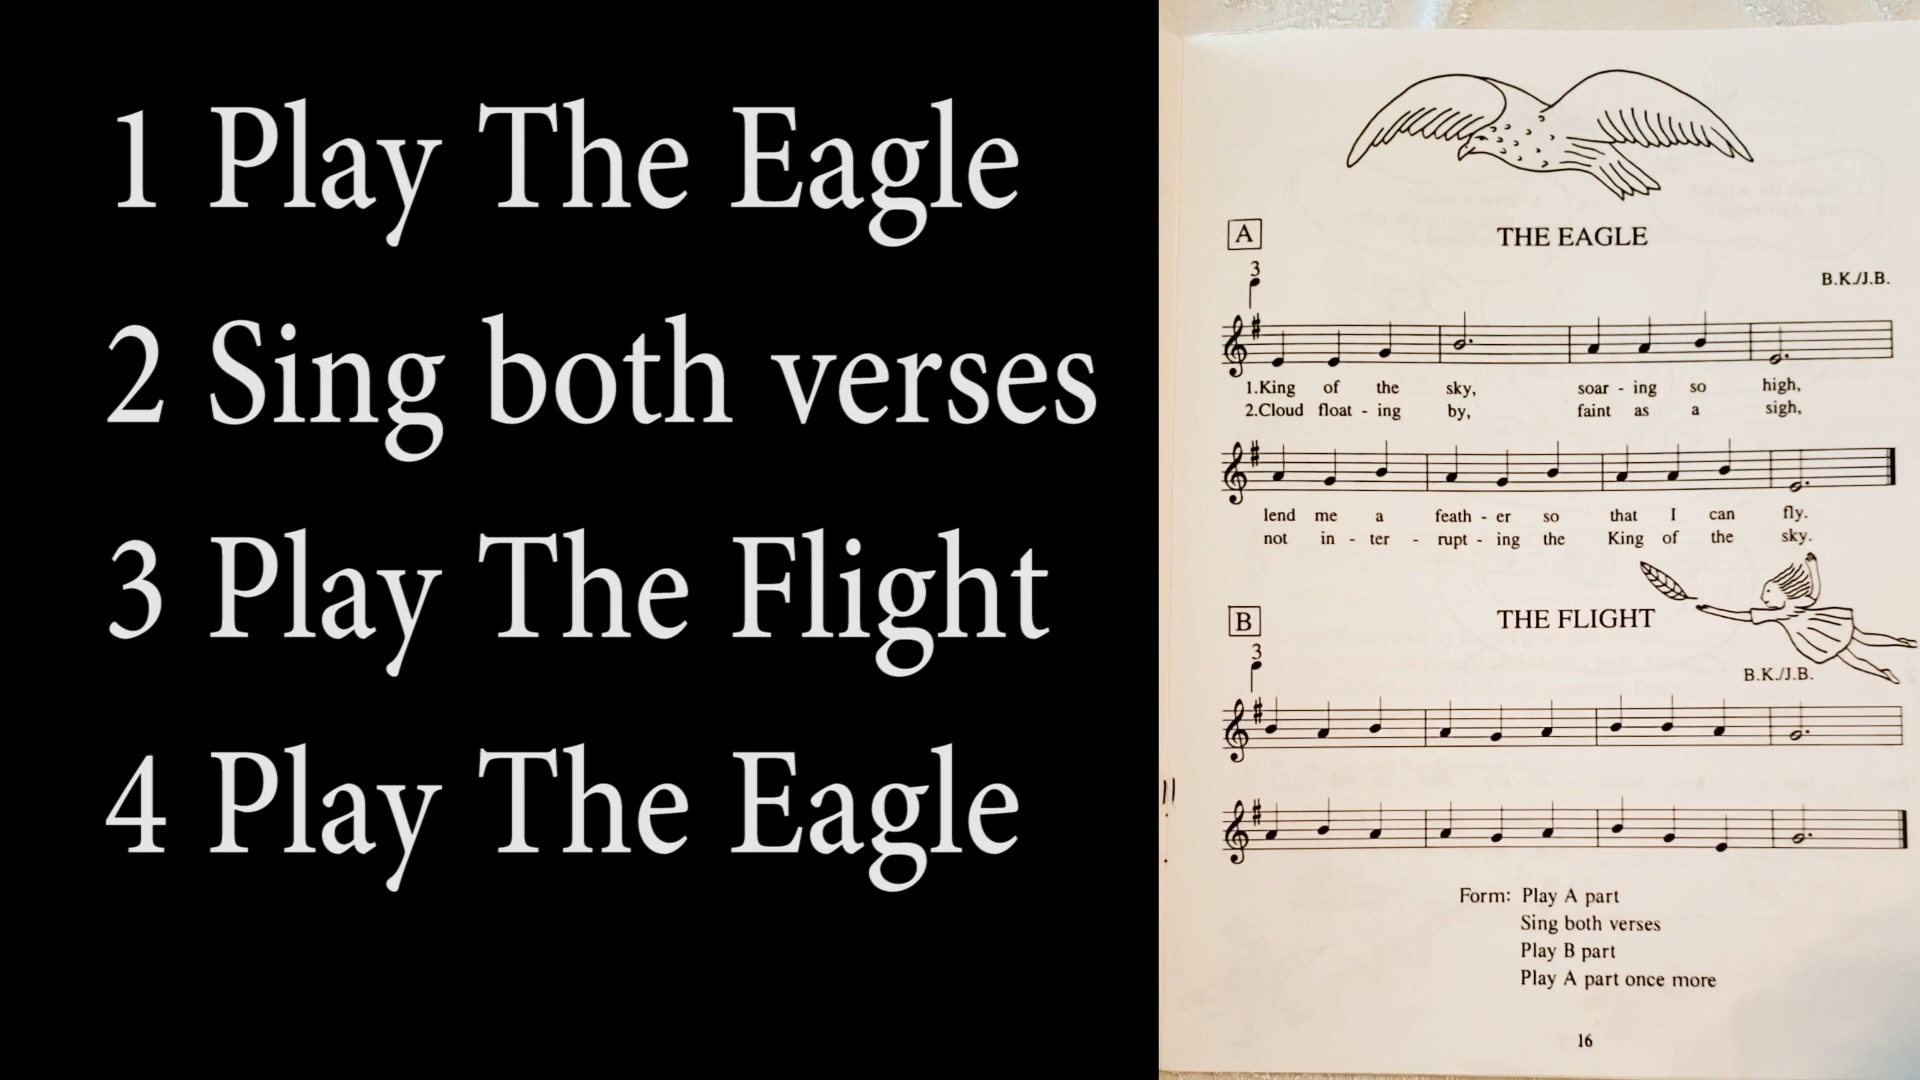 1 Play The Eagle
2 Sing both verses
3 Play The Flight
4 Play The Eagle
A
THE EAGLE
3
B.K./J.B.
1.King of the sky, soar - ing so high,
2.Cloud float - ing by, faint as a sigh,
lend me a feath - er so that I can fly.
not in - ter - rupt - ing the King of the sky.
B
THE FLIGHT
3
B.K./J.B.
Form: Play A part
Sing both verses
Play B part
Play A part once more
16